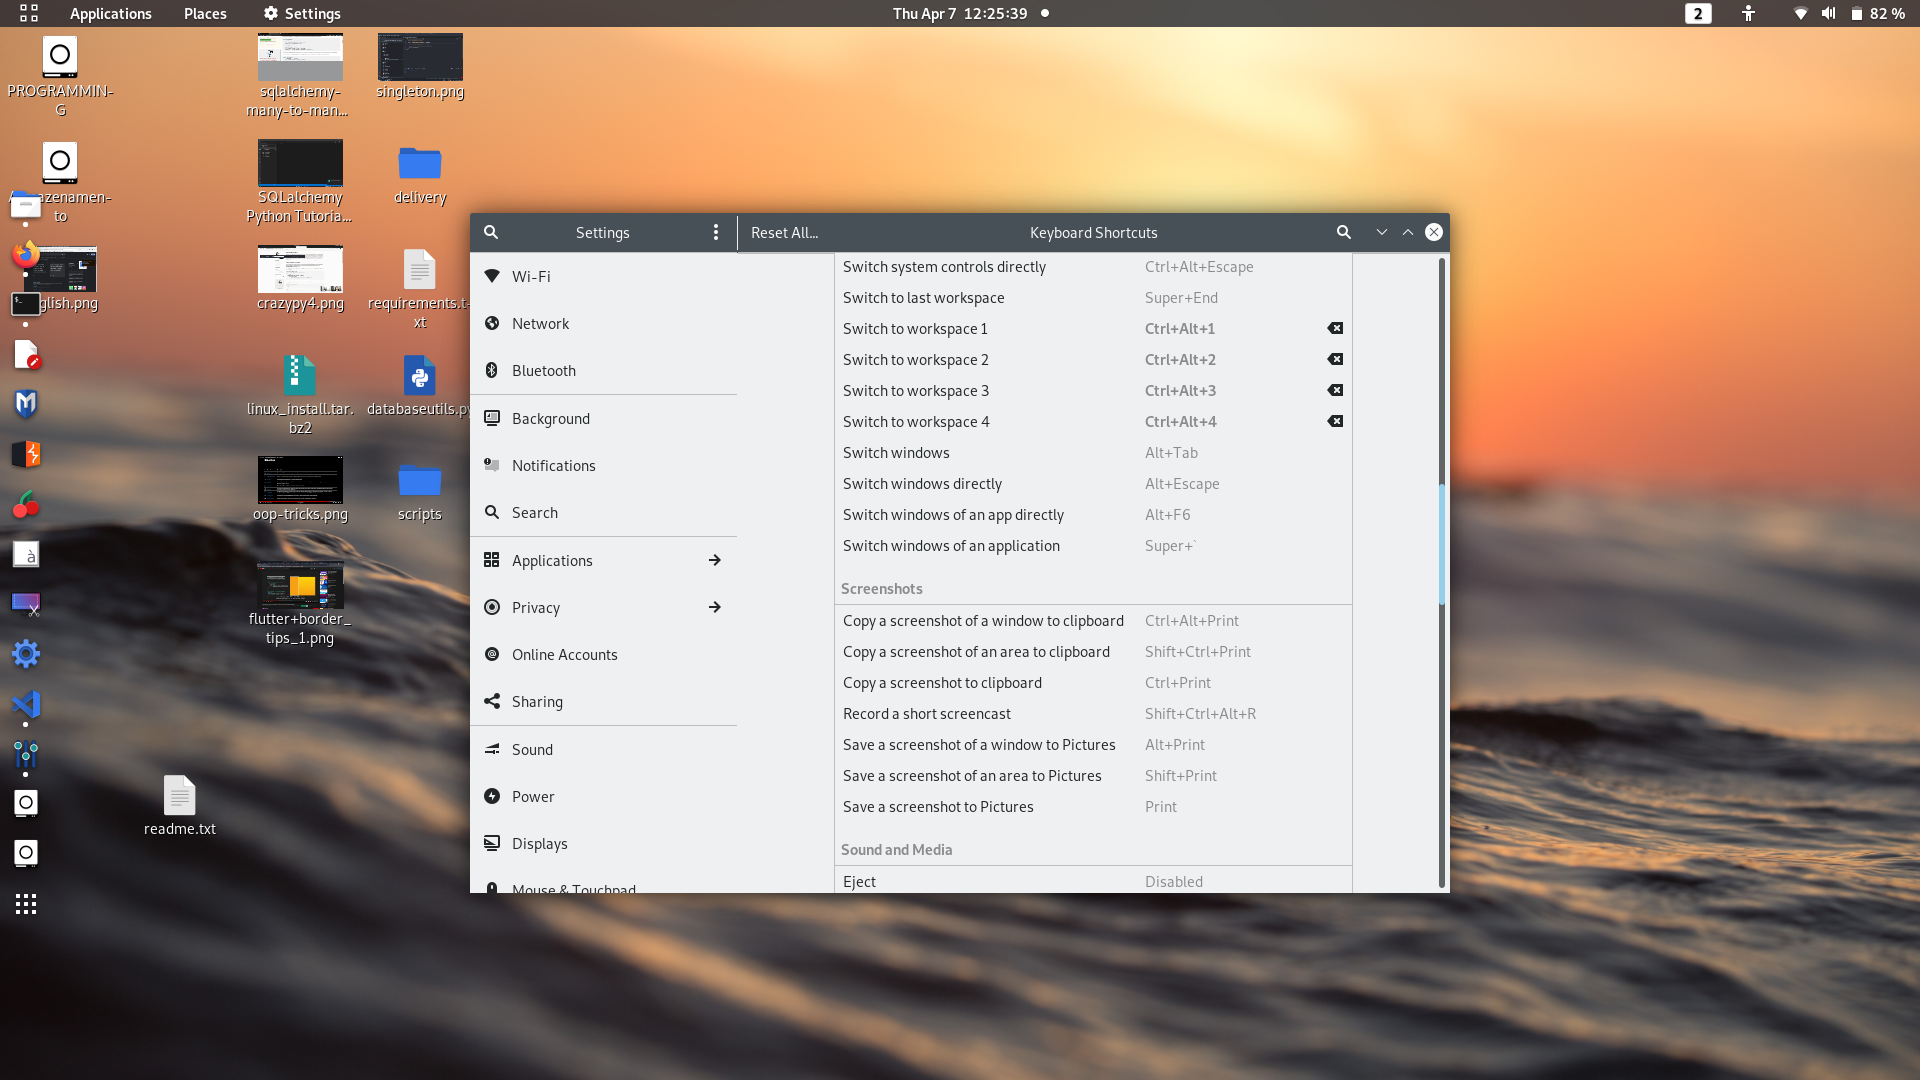 Applications
Places
Settings
Thu Apr 7 12:25:39
2
82 %
PROGRAMMIN-
G
to
sqlalchemy-
many-to-man...
SQLalchemy
Python Tutoria...
crazypy4.png
linux_install.tar.
bz2
oop-tricks.png
flutter+border_
tips_1.png
readme.txt
singleton.png
delivery
requirements.t-
xt
databaseutils.py
scripts
Settings
Wi-Fi
Network
Bluetooth
Background
Notifications
Search
Applications
Privacy
Online Accounts
Sharing
Sound
Power
Displays
Mouse & Touchpad
Reset All...
Keyboard Shortcuts
Switch system controls directly Ctrl+Alt+Escape
Switch to last workspace Super+End
Switch to workspace 1 Ctrl+Alt+1
Switch to workspace 2 Ctrl+Alt+2
Switch to workspace 3 Ctrl+Alt+3
Switch to workspace 4 Ctrl+Alt+4
Switch windows Alt+Tab
Switch windows directly Alt+Escape
Switch windows of an app directly Alt+F6
Switch windows of an application Super+`
Screenshots
Copy a screenshot of a window to clipboard Ctrl+Alt+Print
Copy a screenshot of an area to clipboard Shift+Ctrl+Print
Copy a screenshot to clipboard Ctrl+Print
Record a short screencast Shift+Ctrl+Alt+R
Save a screenshot of a window to Pictures Alt+Print
Save a screenshot of an area to Pictures Shift+Print
Save a screenshot to Pictures Print
Sound and Media
Eject Disabled